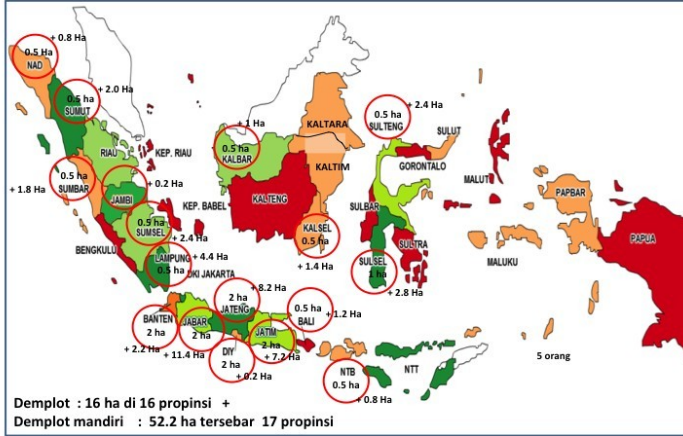 + 0.8 Ha
0.5 Ha
NAD
+ 2.0 Ha
0.5 ha
SUMUT
+ 1 Ha
0.5 ha
KALBAR
KALTARA
0.5 ha
SULTENG
+ 2.4 Ha
SULUT
RIAU
KEP. RIAU
KALTIM
GORONTALO
MALUT
0.5 ha
SUMBAR
+ 1.8 Ha
+ 0.2 Ha
JAMBI
KEP. BABEL
KALTENG
SULBAR
PAPBAR
0.5 ha
SUMSEL
+ 2.4 Ha
KALSEL
0.5 ha
+ 1.4 Ha
SULTRA
PAPUA
BENGKULU
LAMPUNG
0.5 ha
+ 4.4 Ha
SULSEL
1 ha
+ 2.8 Ha
MALUKU
DKI JAKARTA
+ 8.2 Ha
2 ha
JATENG
0.5 ha
BALI
+ 1.2 Ha
BANTEN
2 ha
+ 2.2 Ha
JABAR
2 ha
+ 11.4 Ha
JATIM
2 ha
+ 7.2 Ha
DIY
2 ha
+ 0.2 Ha
NTB
0.5 ha
+ 0.8 Ha
NTT
5 orang
Demplot : 16 ha di 16 propinsi +
Demplot mandiri : 52.2 ha tersebar 17 propinsi